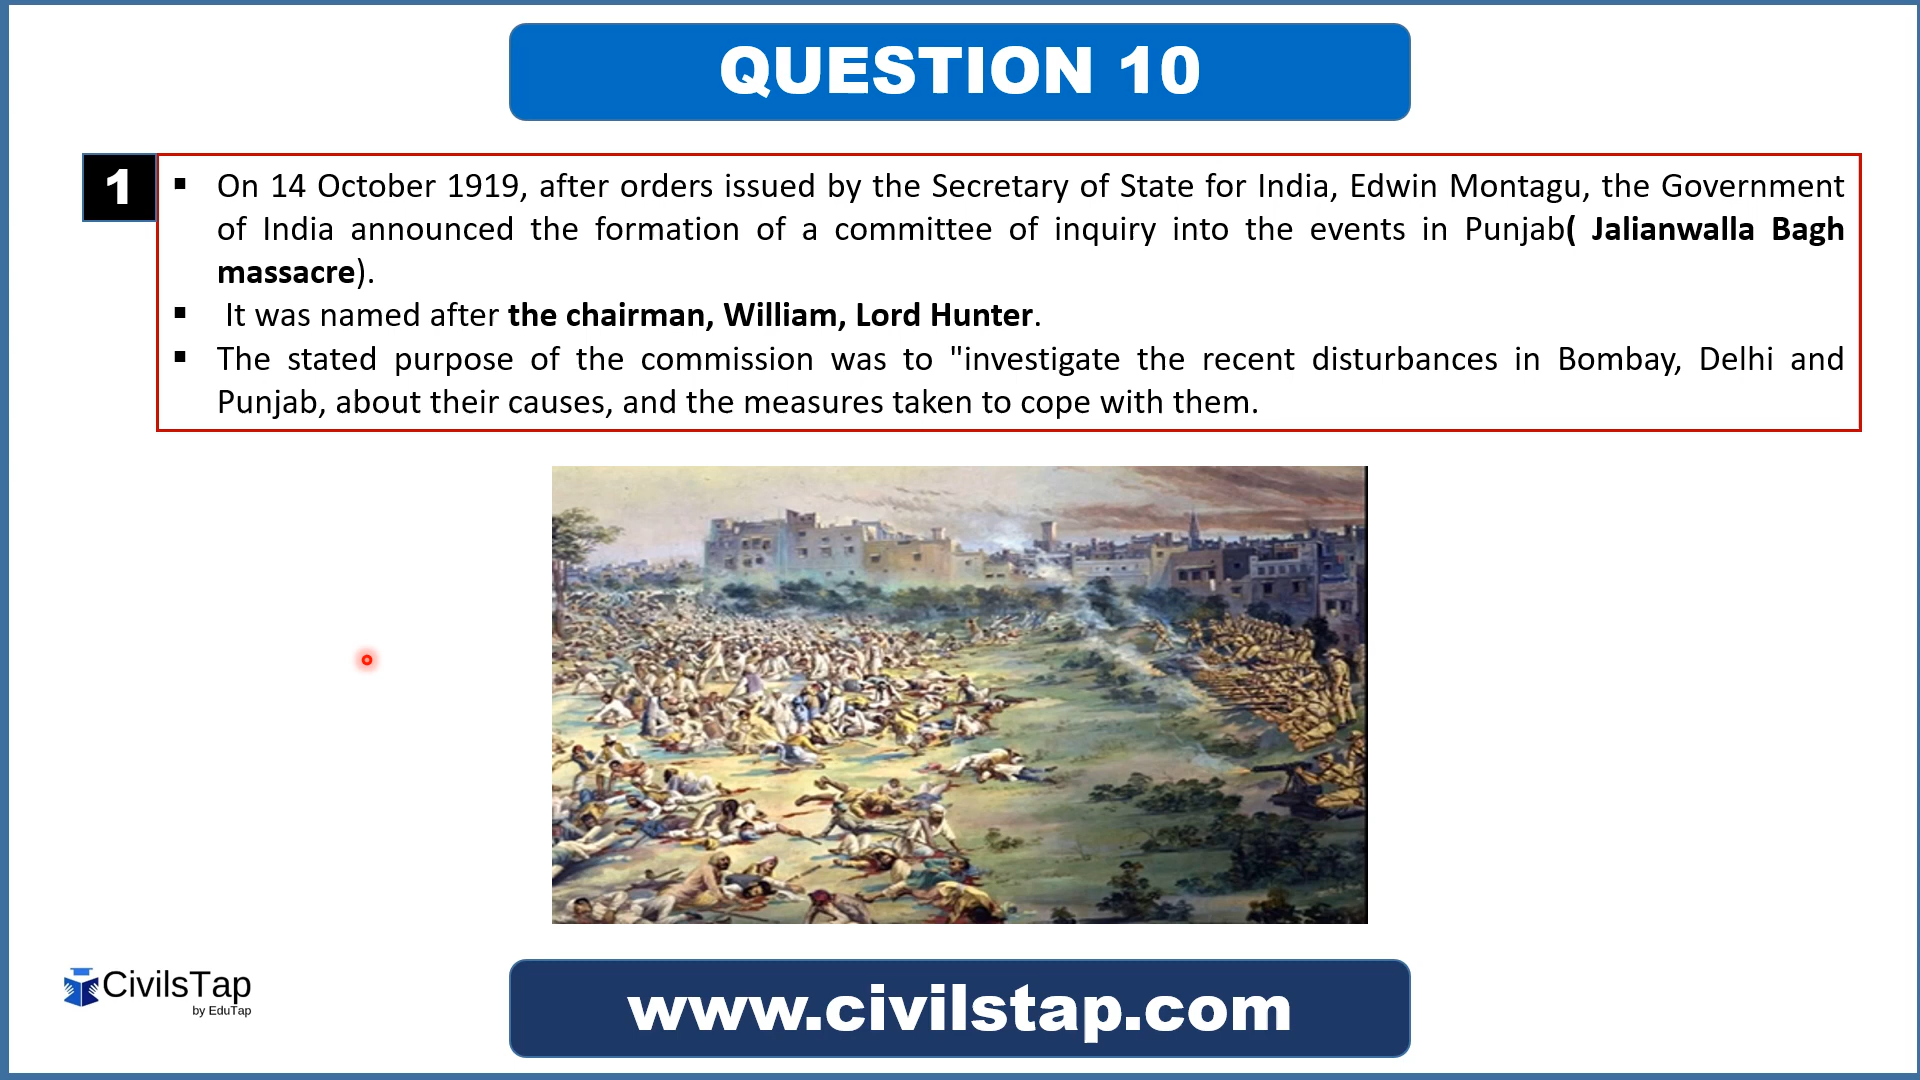 QUESTION 10
1
▪ On 14 October 1919, after orders issued by the Secretary of State for India, Edwin Montagu, the Government
of India announced the formation of a committee of inquiry into the events in Punjab( Jalianwalla Bagh
massacre).
▪ It was named after the chairman, William, Lord Hunter.
▪ The stated purpose of the commission was to "investigate the recent disturbances in Bombay, Delhi and
Punjab, about their causes, and the measures taken to cope with them.
CivilsTap
by EduTap
www.civilstap.com